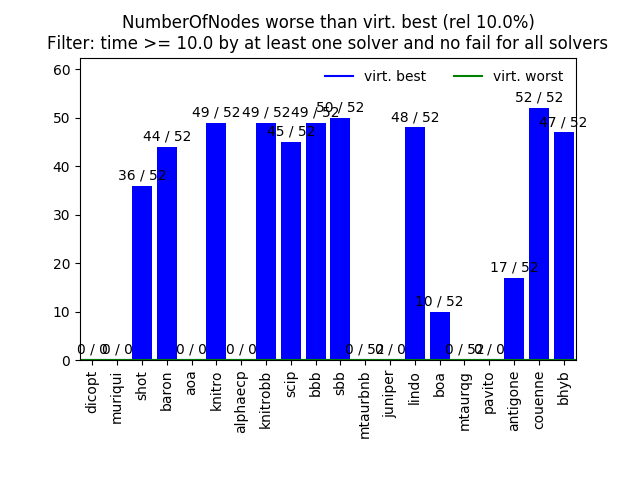 NumberOfNodes worse than virt. best (rel 10.0%)
Filter: time >= 10.0 by at least one solver and no fail for all solvers
virt. best
virt. worst
60
50
40
30
20
10
0
0 / 0
0 / 0
36 / 52
44 / 52
0 / 0
49 / 52
0 / 0
49 / 52
45 / 52
49 / 52
50 / 52
0 / 52
0 / 0
48 / 52
10 / 52
0 / 52
0 / 0
17 / 52
52 / 52
47 / 52
dicopt
muriqui
shot
baron
aoa
knitro
alphaecp
knitrobb
scip
bbb
sbb
mtaurbnb
juniper
lindo
boa
mtaurqg
pavito
antigone
couenne
bhyb